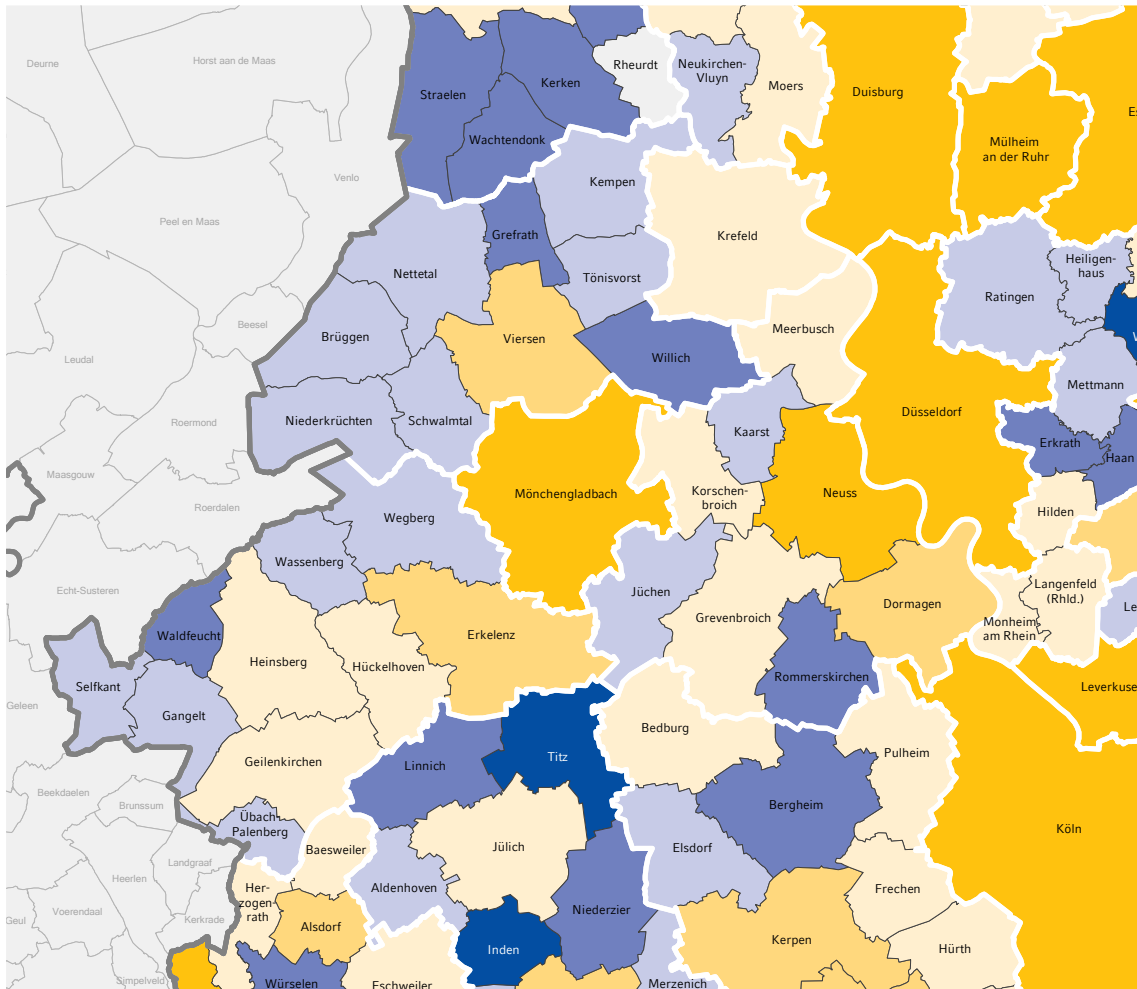 Deurne
Horst aan de Maas
Venlo
Peel en Maas
Beesel
Leudal
Roermond
Maasgouw
Roerdalen
Echt-Susteren
Geleen
Beekdaelen
Brunssum
Landgraaf
Heerlen
Voerendaal
Kerkrade
Geul
Simpelveld
Straelen
Kerken
Wachtendonk
Rheurdt
Neukirchen-
Vluyn
Moers
Duisburg
Mülheim
an der Ruhr
Es
Kempen
Krefeld
Grefrath
Nettetal
Tönisvorst
Ratingen
Heiligen-
haus
Brüggen
Viersen
Willich
Meerbusch
Mettmann
Niederkrüchten
Schwalmtal
Kaarst
Düsseldorf
Erkrath
Haan
Mönchengladbach
Korschen-
broich
Neuss
Hilden
Wegberg
Wassenberg
Jüchen
Grevenbroich
Dormagen
Langenfeld
(Rhld.)
Monheim
am Rhein
Le
Waldfeucht
Heinsberg
Hückelhoven
Erkelenz
Rommerskirchen
Selfkant
Gangelt
Leverkuse
Geilenkirchen
Linnich
Titz
Bedburg
Pulheim
Bergheim
Köln
Übach-
Palenberg
Baesweiler
Jülich
Elsdorf
Aldenhoven
Her-
zogen-
rath
Alsdorf
Niederzier
Frechen
Inden
Kerpen
Hürth
Würselen
Eschweiler
Merzenich